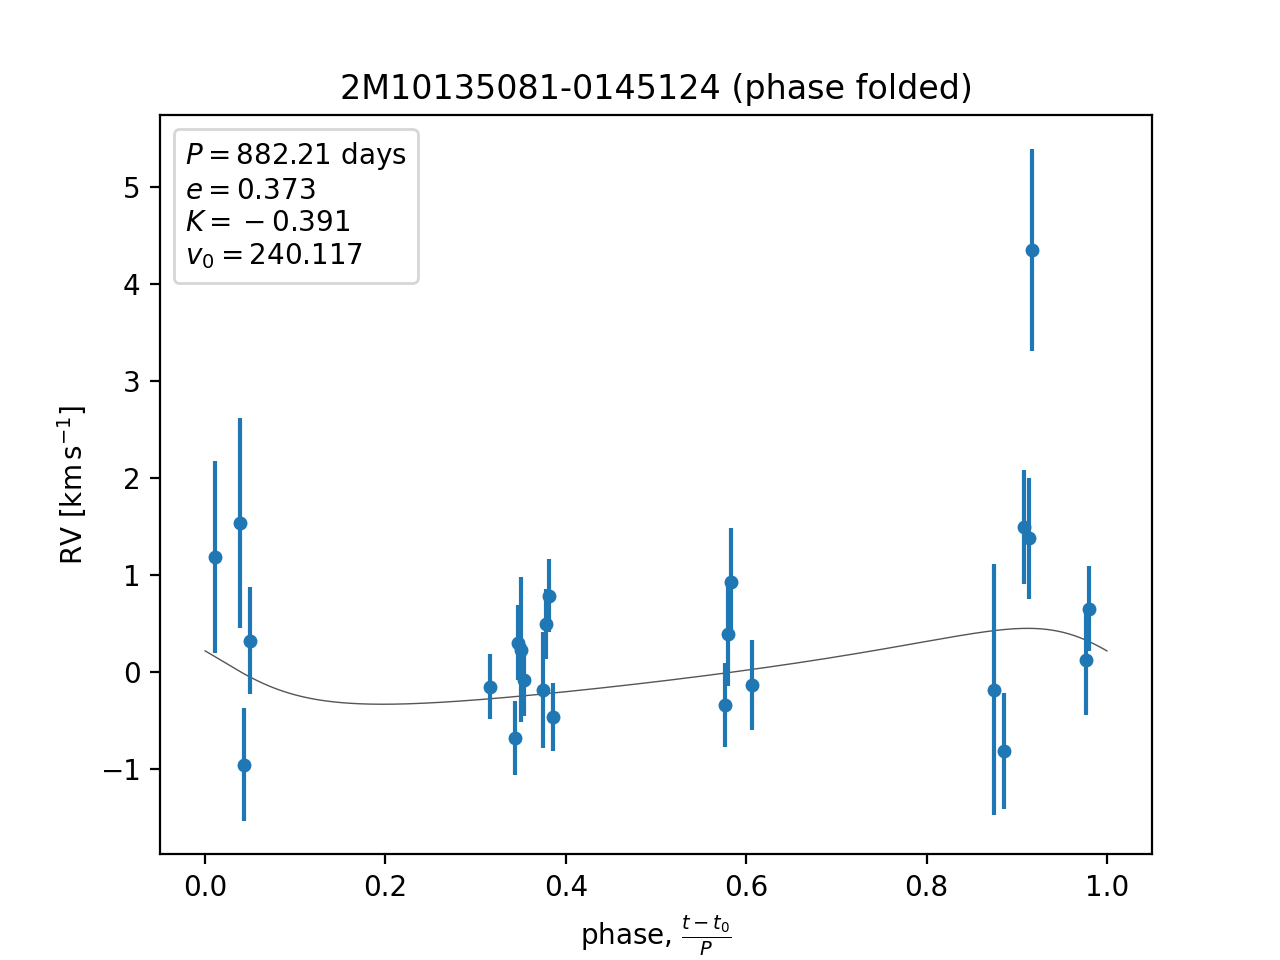 2M10135081-0145124 (phase folded)
P = 882.21 days
e = 0.373
K = −0.391
v₀ = 240.117
RV [km s⁻¹]
5
4
3
2
1
0
−1
0.0 0.2 0.4 0.6 0.8 1.0
phase, (t − t₀)/P